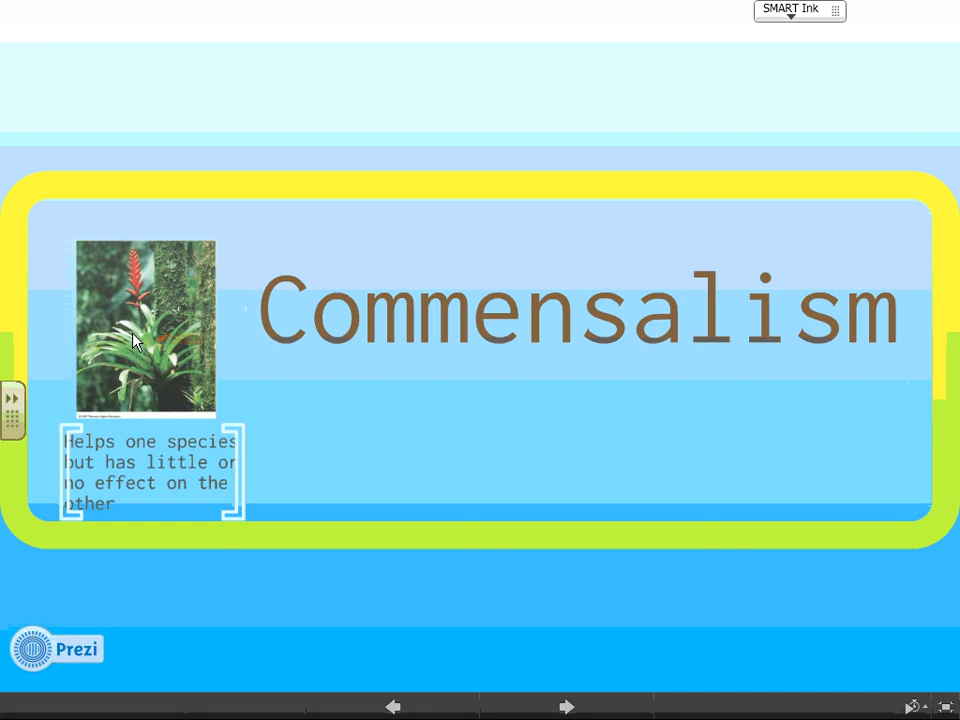 SMART Ink
Commensalism
Helps one species
but has little or
no effect on the
other
Prezi